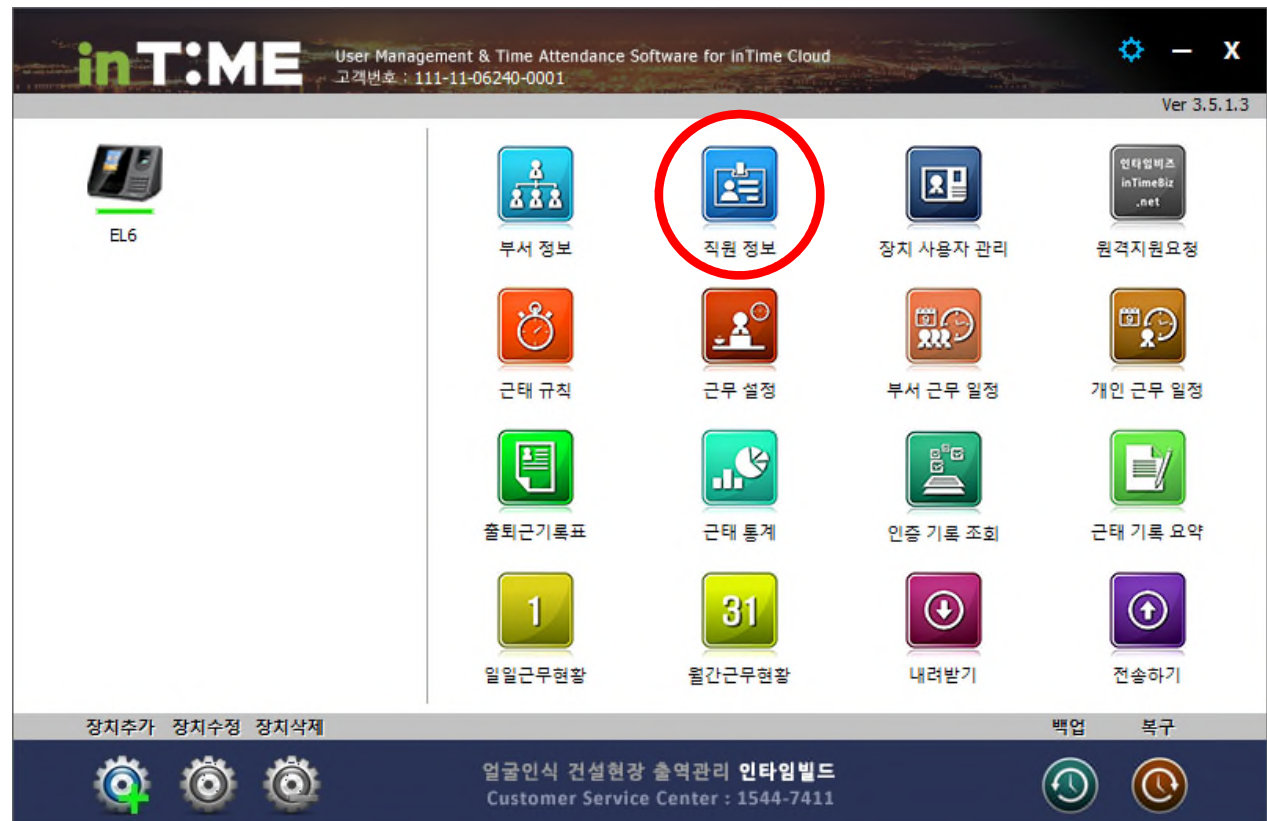 inT:ME
User Management & Time Attendance Software for inTime Cloud
고객번호 : 111-11-06240-0001
X
Ver 3.5.1.3
EL6
인타임비즈
inTimeBiz
.net
부서 정보
직원 정보
장치 사용자 관리
원격지원요청
9
9
근태 규칙
근무 설정
부서 근무 일정
개인 근무 일정
출퇴근기록표
근태 통계
인증 기록 조회
근태 기록 요약
1
31
일일근무현황
월간근무현황
내려받기
전송하기
장치추가
장치수정
장치삭제
백업
복구
얼굴인식 건설현장 출역관리 인타임빌드
Customer Service Center : 1544-7411